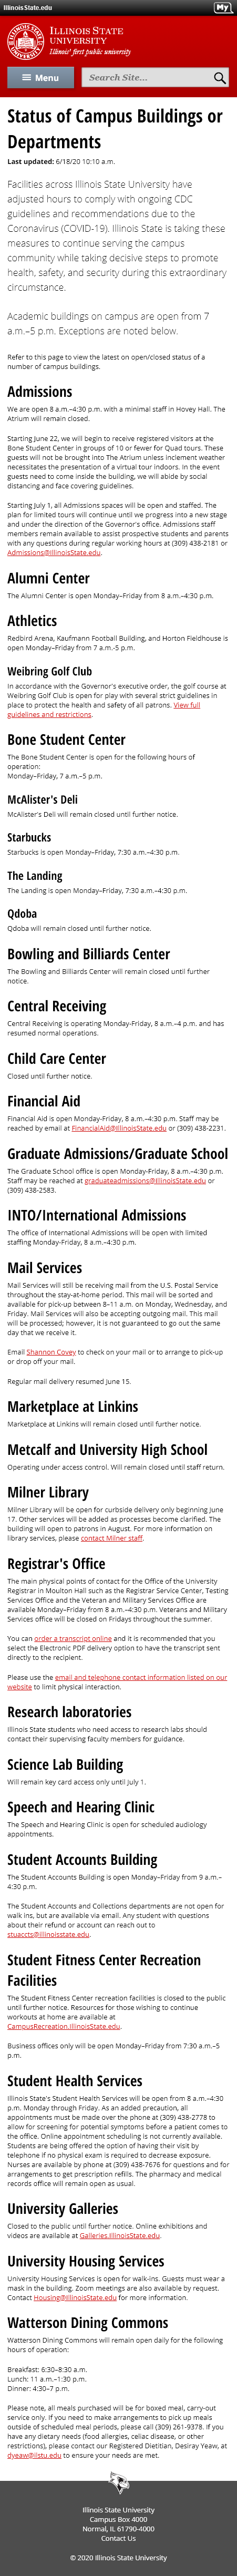 IllinoisState.edu
My
ILLINOIS STATE
UNIVERSITY
Illinois' first public university
Menu
Search Site...
Status of Campus Buildings or
Departments
Last updated: 6/18/20 10:10 a.m.
Facilities across Illinois State University have
adjusted hours to comply with ongoing CDC
guidelines and recommendations due to the
Coronavirus (COVID-19). Illinois State is taking these
measures to continue serving the campus
community while taking decisive steps to promote
health, safety, and security during this extraordinary
circumstance.
Academic buildings on campus are open from 7
a.m.–5 p.m. Exceptions are noted below.
Refer to this page to view the latest on open/closed status of a
number of campus buildings.
Admissions
We are open 8 a.m.–4:30 p.m. with a minimal staff in Hovey Hall. The
Atrium will remain closed.
Starting June 22, we will begin to receive registered visitors at the
Bone Student Center in groups of 10 or fewer for Quad tours. These
guests will not be brought into The Atrium unless inclement weather
necessitates the presentation of a virtual tour indoors. In the event
guests need to come inside the building, we will abide by social
distancing and face covering guidelines.
Starting July 1, all Admissions spaces will be open and staffed. The
plan for limited tours will continue until we progress into a new stage
under the direction of the Governor's office. Admissions staff
members remain available to assist prospective students and parents
with any questions during regular working hours at (309) 438-2181 or
Admissions@IllinoisState.edu.
Alumni Center
The Alumni Center is open Monday–Friday from 8 a.m.–4:30 p.m.
Athletics
Redbird Arena, Kaufmann Football Building, and Horton Fieldhouse is
open Monday–Friday from 7 a.m.-5 p.m.
Weibring Golf Club
In accordance with the Governor's executive order, the golf course at
Weibring Golf Club is open for play with several strict guidelines in
place to protect the health and safety of all patrons. View full
guidelines and restrictions.
Bone Student Center
The Bone Student Center is open for the following hours of
operation:
Monday–Friday, 7 a.m.–5 p.m.
McAlister's Deli
McAlister's Deli will remain closed until further notice.
Starbucks
Starbucks is open Monday–Friday, 7:30 a.m.–4:30 p.m.
The Landing
The Landing is open Monday–Friday, 7:30 a.m.–4:30 p.m.
Qdoba
Qdoba will remain closed until further notice.
Bowling and Billiards Center
The Bowling and Billiards Center will remain closed until further
notice.
Central Receiving
Central Receiving is operating Monday-Friday, 8 a.m.–4 p.m. and has
resumed normal operations.
Child Care Center
Closed until further notice.
Financial Aid
Financial Aid is open Monday-Friday, 8 a.m.–4:30 p.m. Staff may be
reached by email at FinancialAid@IllinoisState.edu or (309) 438-2231.
Graduate Admissions/Graduate School
The Graduate School office is open Monday-Friday, 8 a.m.–4:30 p.m.
Staff may be reached at graduateadmissions@IllinoisState.edu or
(309) 438-2583.
INTO/International Admissions
The office of International Admissions will be open with limited
staffing Monday-Friday, 8 a.m.–4:30 p.m.
Mail Services
Mail Services will still be receiving mail from the U.S. Postal Service
throughout the stay-at-home period. This mail will be sorted and
available for pick-up between 8–11 a.m. on Monday, Wednesday, and
Friday. Mail Services will also be accepting outgoing mail. This mail
will be processed; however, it is not guaranteed to go out the same
day that we receive it.
Email Shannon Covey to check on your mail or to arrange to pick-up
or drop off your mail.
Regular mail delivery resumed June 15.
Marketplace at Linkins
Marketplace at Linkins will remain closed until further notice.
Metcalf and University High School
Operating under access control. Will remain closed until staff return.
Milner Library
Milner Library will be open for curbside delivery only beginning June
17. Other services will be added as processes become clarified. The
building will open to patrons in August. For more information on
library services, please contact Milner staff.
Registrar's Office
The main physical points of contact for the Office of the University
Registrar in Moulton Hall such as the Registrar Service Center, Testing
Services Office and the Veteran and Military Services Office are
available Monday–Friday from 8 a.m.–4:30 p.m. Veterans and Military
Services office will be closed on Fridays throughout the summer.
You can order a transcript online and it is recommended that you
select the Electronic PDF delivery option to have the transcript sent
directly to the recipient.
Please use the email and telephone contact information listed on our
website to limit physical interaction.
Research laboratories
Illinois State students who need access to research labs should
contact their supervising faculty members for guidance.
Science Lab Building
Will remain key card access only until July 1.
Speech and Hearing Clinic
The Speech and Hearing Clinic is open for scheduled audiology
appointments.
Student Accounts Building
The Student Accounts Building is open Monday–Friday from 9 a.m.–
4:30 p.m.
The Student Accounts and Collections departments are not open for
walk ins, but are available via email. Any students with questions
about their refund or account can reach out to
stuaccts@illinoisstate.edu.
Student Fitness Center Recreation
Facilities
The Student Fitness Center recreation facilities is closed to the public
until further notice. Resources for those wishing to continue
workouts at home are available at
CampusRecreation.IllinoisState.edu.
Business offices only will be open Monday–Friday from 7:30 a.m.–5
p.m.
Student Health Services
Illinois State's Student Health Services will be open from 8 a.m.–4:30
p.m. Monday through Friday. As an added precaution, all
appointments must be made over the phone at (309) 438-2778 to
allow for screening for potential symptoms before a patient comes to
the office. Online appointment scheduling is not currently available.
Students are being offered the option of having their visit by
telephone if no physical exam is required to decrease exposure.
Nurses are available by phone at (309) 438-7676 for questions and for
arrangements to get prescription refills. The pharmacy and medical
records office will remain open as usual.
University Galleries
Closed to the public until further notice. Online exhibitions and
videos are available at Galleries.IllinoisState.edu.
University Housing Services
University Housing Services is open for walk-ins. Guests must wear a
mask in the building. Zoom meetings are also available by request.
Contact Housing@IllinoisState.edu for more information.
Watterson Dining Commons
Watterson Dining Commons will remain open daily for the following
hours of operation:
Breakfast: 6:30–8:30 a.m.
Lunch: 11 a.m.–1:30 p.m.
Dinner: 4:30–7 p.m.
Please note, all meals purchased will be for boxed meal, carry-out
service only. If you need to make arrangements to pick up meals
outside of scheduled meal periods, please call (309) 261-9378. If you
have any dietary needs (food allergies, celiac disease, or other
restrictions), please contact our Registered Dietitian, Desiray Yeaw, at
dyeaw@ilstu.edu to ensure your needs are met.
Illinois State University
Campus Box 4000
Normal, IL 61790-4000
Contact Us
© 2020 Illinois State University